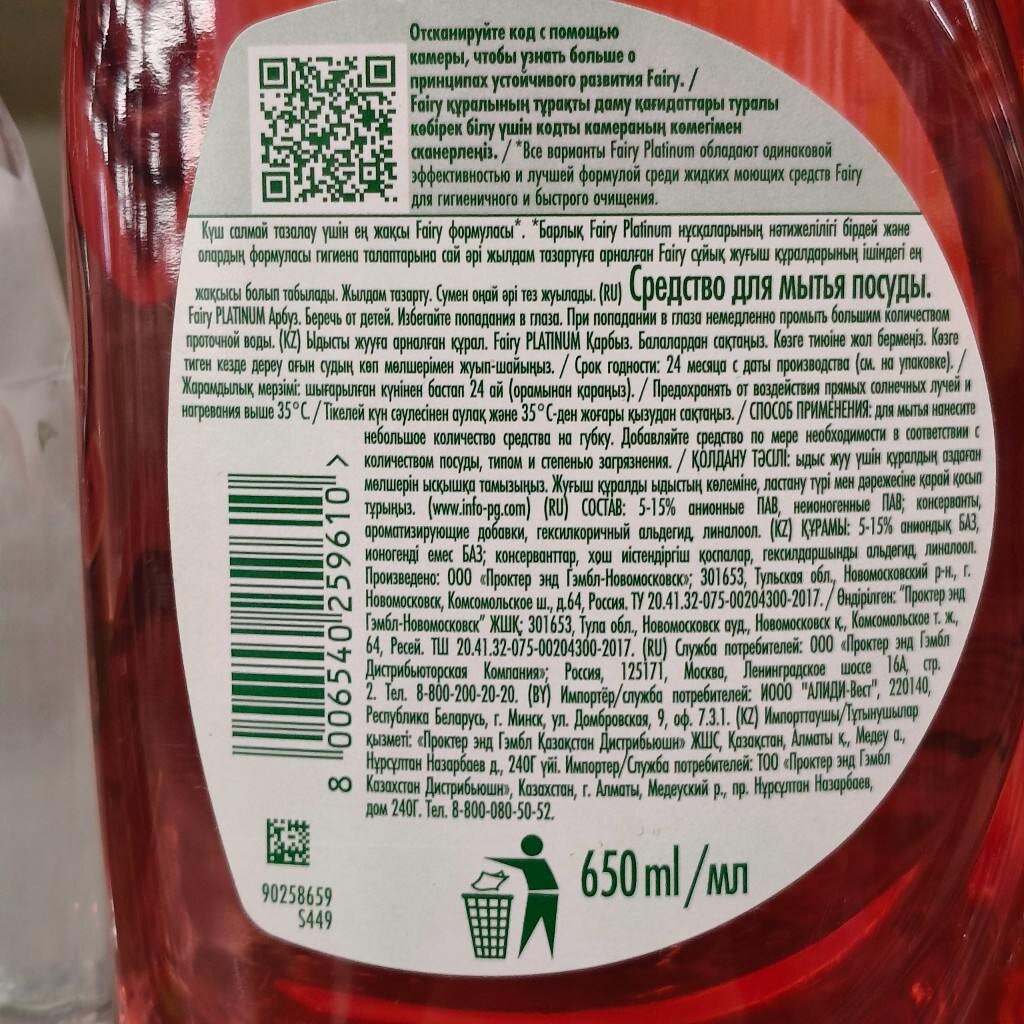 Отсканируйте код с помощью
камеры, чтобы узнать больше о
принципах устойчивого развития Fairy. /
Fairy құралының тұрақты даму қағидаттары туралы
көбірек білу үшін кодты камераның көмегімен
сканерлеңіз. / *Все варианты Fairy Platinum обладают одинаковой
эффективностью и лучшей формулой среди жидких моющих средств Fairy
для гигиеничного и быстрого очищения.
Күш салмай тазалау үшін ең жақсы Fairy формуласы*. *Барлық Fairy Platinum нұсқаларының нәтижелілігі бірдей және
олардың формуласы гигиена талаптарына сай әрі жылдам тазартуға арналған Fairy сұйық жуғыш құралдарының ішіндегі ең
жақсысы болып табылады. Жылдам тазарту. Сумен оңай әрі тез жуылады. (RU) Средство для мытья посуды.
Fairy PLATINUM Арбуз. Беречь от детей. Избегайте попадания в глаза. При попадании в глаза немедленно промыть большим количеством
проточной воды. (KZ) Ыдысты жууға арналған құрал. Fairy PLATINUM Қарбыз. Балалардан сақтаңыз. Көзге тиюіне жол бермеңіз. Көзге
тиген кезде дереу ағын судың көп мөлшерімен жуып-шайыңыз. / Срок годности: 24 месяца с даты производства (см. на упаковке). /
Жарамдылық мерзімі: шығарылған күнінен бастап 24 ай (орамынан қараңыз). / Предохранять от воздействия прямых солнечных лучей и
нагревания выше 35°C. / Тікелей күн сәулесінен аулақ және 35°C-ден жоғары қызудан сақтаңыз. / СПОСОБ ПРИМЕНЕНИЯ: для мытья нанесите
небольшое количество средства на губку. Добавляйте средство по мере необходимости в соответствии с
количеством посуды, типом и степенью загрязнения. / ҚОЛДАНУ ТӘСІЛІ: ыдыс жуу үшін құралдың аздаған
мөлшерін ысқышқа тамызыңыз. Жуғыш құралды ыдыстың көлеміне, ластану түрі мен дәрежесіне қарай қосып
тұрыңыз. (www.info-pg.com) (RU) СОСТАВ: 5-15% анионные ПАВ, неионогенные ПАВ; консерванты,
ароматизирующие добавки, гексилкоричный альдегид, линалоол. (KZ) ҚҰРАМЫ: 5-15% аниондық БАЗ,
ионогенді емес БАЗ; консерванттар, хош иістендіргіш қоспалар, гексилдаршынды альдегид, линалоол.
Произведено: ООО «Проктер энд Гэмбл-Новомосковск»; 301653, Тульская обл., Новомосковский р-н., г.
Новомосковск, Комсомольское ш., д.64, Россия. ТУ 20.41.32-075-00204300-2017. / Өндірілген: "Проктер энд
Гэмбл-Новомосковск" ЖШҚ; 301653, Тула обл., Новомосковск ауд., Новомосковск қ., Комсомольское т. ж.,
64, Ресей. ТШ 20.41.32-075-00204300-2017. (RU) Служба потребителей: ООО «Проктер энд Гэмбл
Дистрибьюторская Компания»; Россия, 125171, Москва, Ленинградское шоссе 16А, стр.
2. Тел. 8-800-200-20-20. (BY) Импортёр/служба потребителей: ИООО "АЛИДИ-Вест", 220140,
Республика Беларусь, г. Минск, ул. Домбровская, 9, оф. 7.3.1. (KZ) Импорттаушы/Тұтынушылар
қызметі: «Проктер энд Гэмбл Қазақстан Дистрибьюшн» ЖШС, Қазақстан, Алматы қ., Медеу а.,
Нұрсұлтан Назарбаев д., 240Г үйі. Импортер/Служба потребителей: ТОО «Проктер энд Гэмбл
Казахстан Дистрибьюшн», Казахстан, г. Алматы, Медеуский р., пр. Нұрсұлтан Назарбаев,
дом 240Г. Тел. 8-800-080-50-52.
8 006540 259610 >
90258659
S449
650 ml / мл